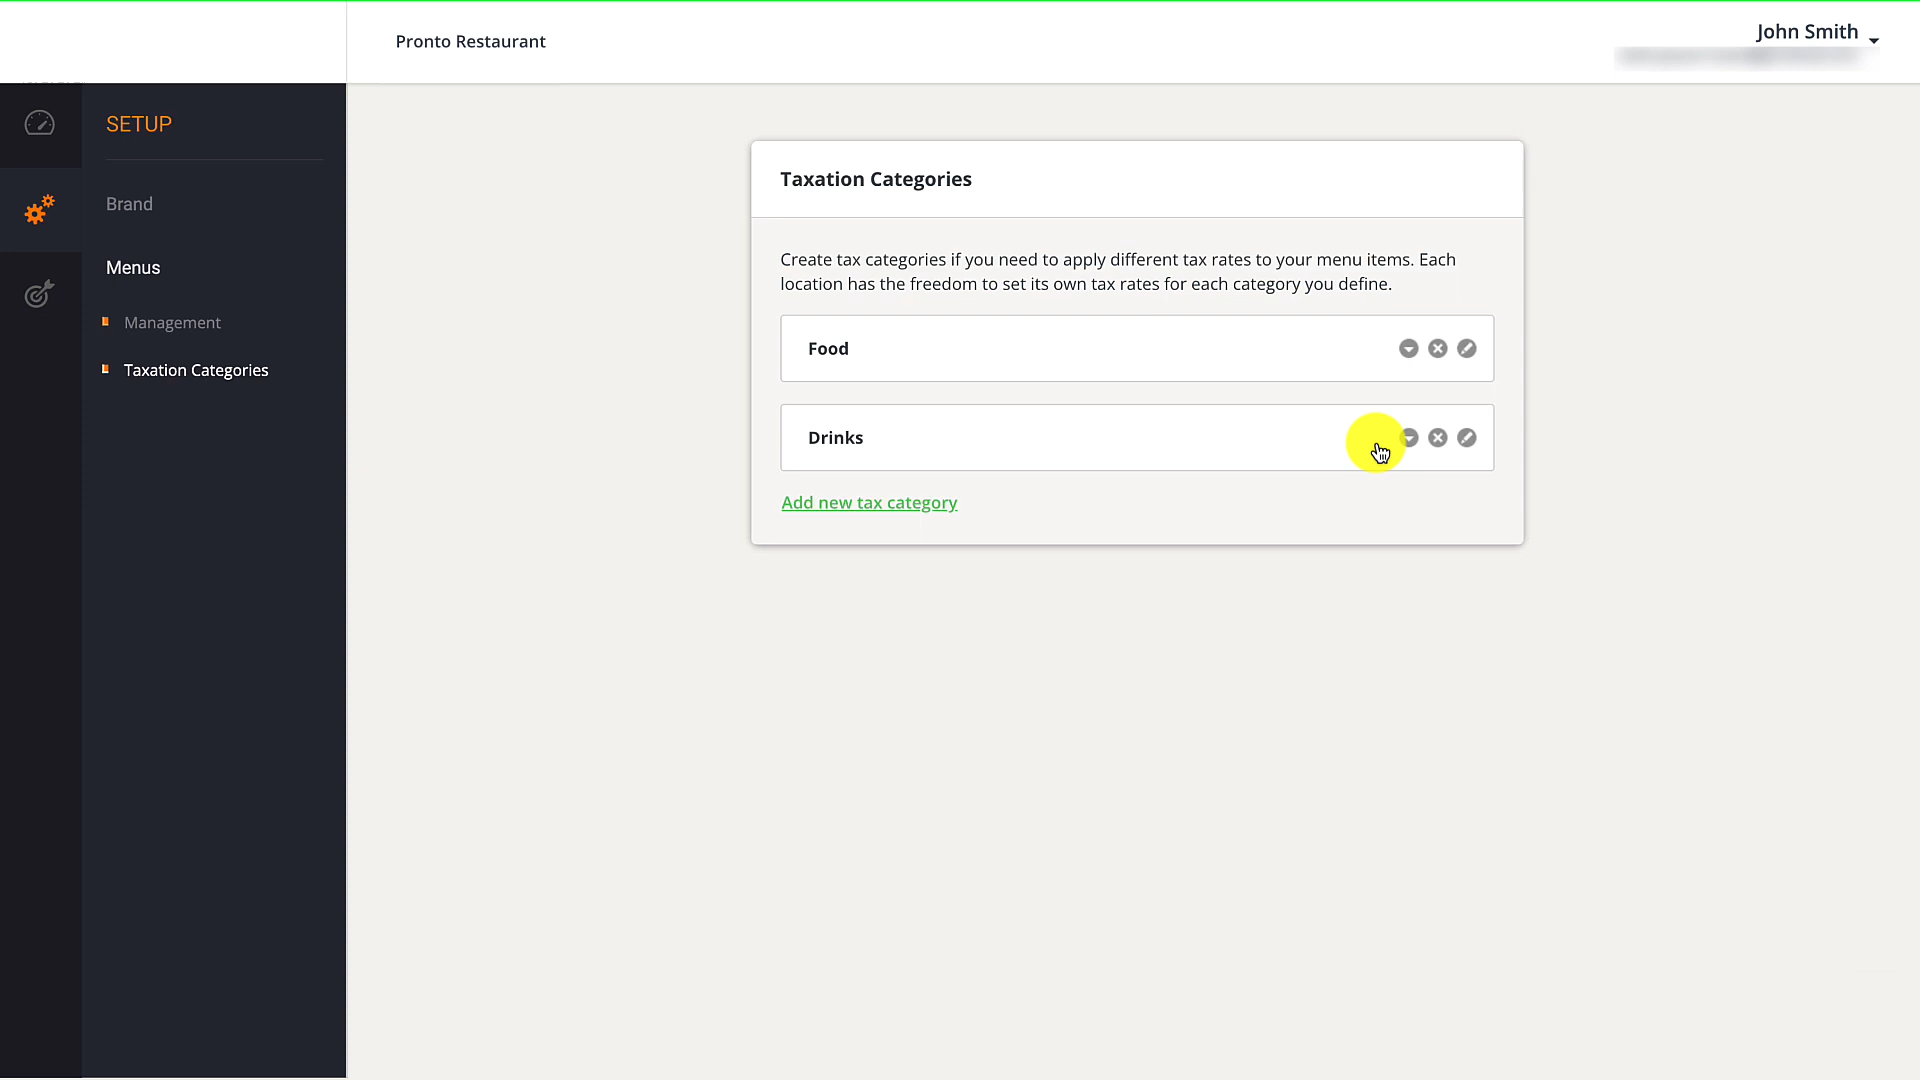 Pronto Restaurant
John Smith
SETUP
Brand
Menus
Management
Taxation Categories
Taxation Categories
Create tax categories if you need to apply different tax rates to your menu items. Each
location has the freedom to set its own tax rates for each category you define.
Food
Drinks
Add new tax category